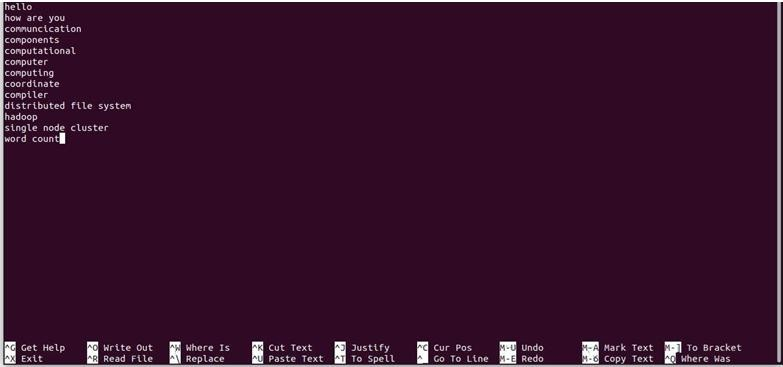 hello
how are you
communcication
components
computational
computer
computing
coordinate
compiler
distributed file system
hadoop
single node cluster
word count
^G Get Help ^O Write Out ^W Where Is ^K Cut Text ^J Justify ^C Cur Pos M-U Undo M-A Mark Text M-] To Bracket
^X Exit ^R Read File ^\ Replace ^U Paste Text ^T To Spell ^_ Go To Line M-E Redo M-6 Copy Text ^Q Where Was